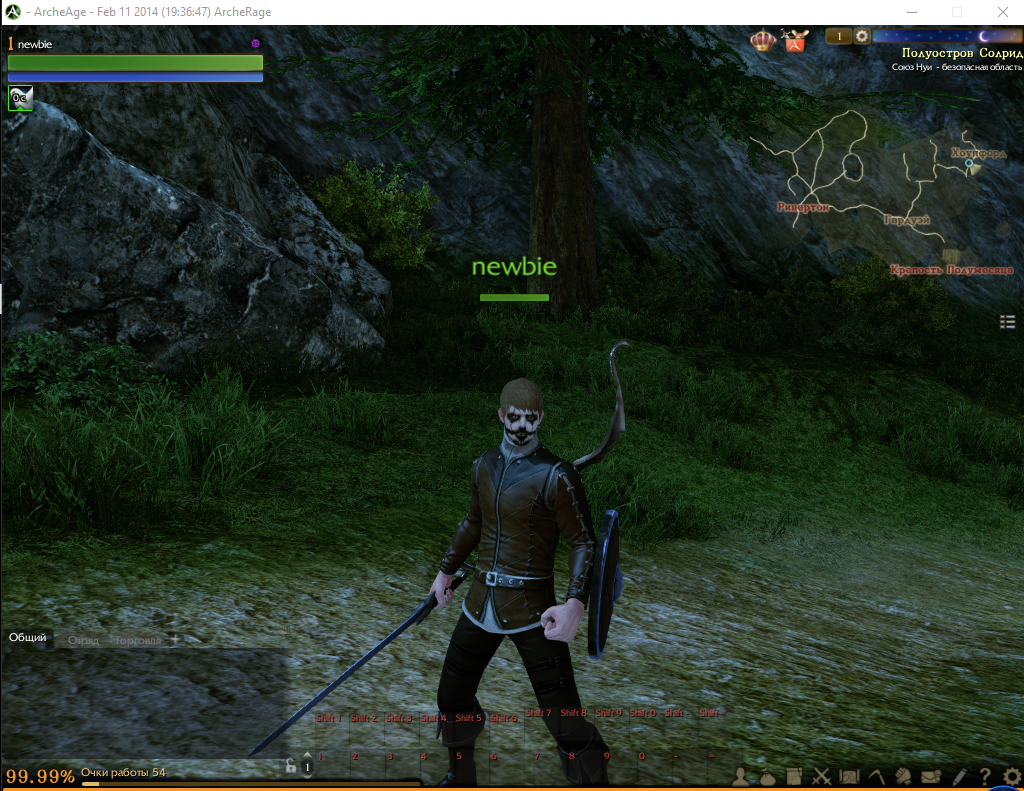 - ArcheAge - Feb 11 2014 (19:36:47) ArcheRage
1 newbie
1
Полуостров Солрид
Союз Нуи - безопасная область
Хоупфорд
Ривертон
Гардуэй
Крепость Полумесяца
newbie
Общий Отряд Торговля +
Shift 1 Shift 2 Shift 3 Shift 4 Shift 5 Shift 6 Shift 7 Shift 8 Shift 9 Shift 0 Shift - Shift
1 2 3 4 5 6 7 8 9 0 - =
1
99.99% Очки работы 54